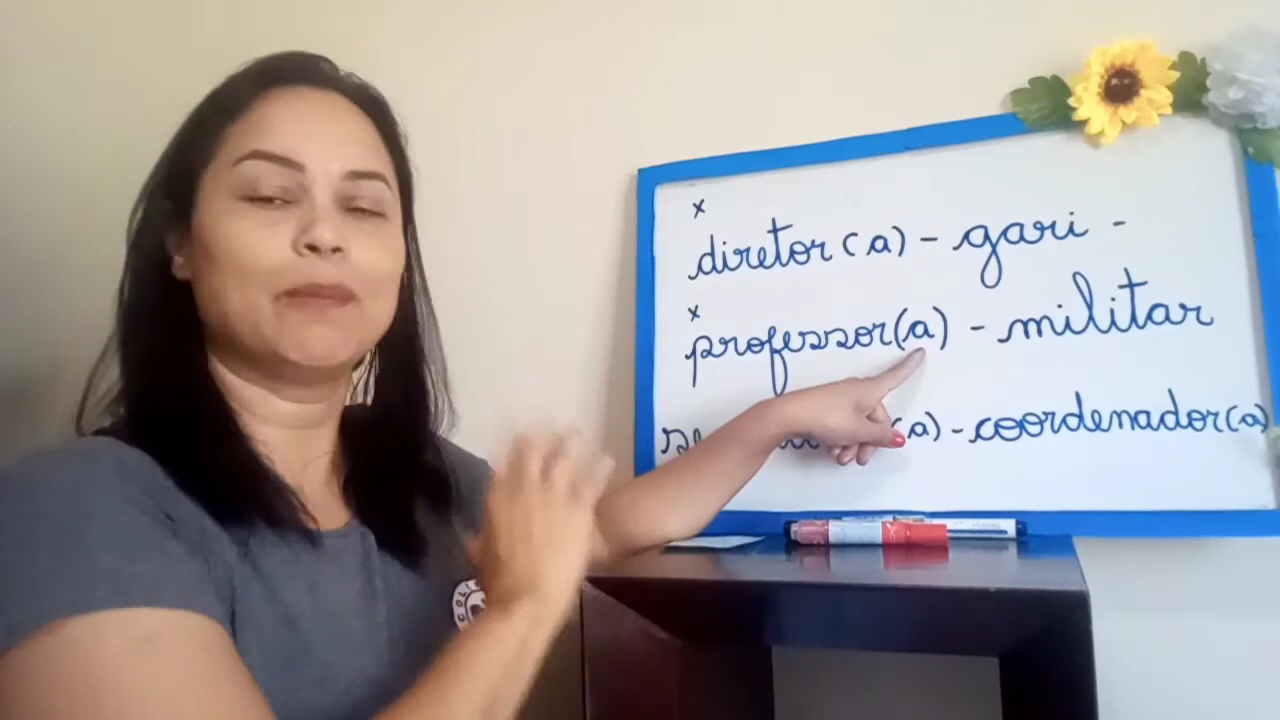 x
diretor(a) - gari -
x
professor(a) - militar
(a) - coordenador(a)